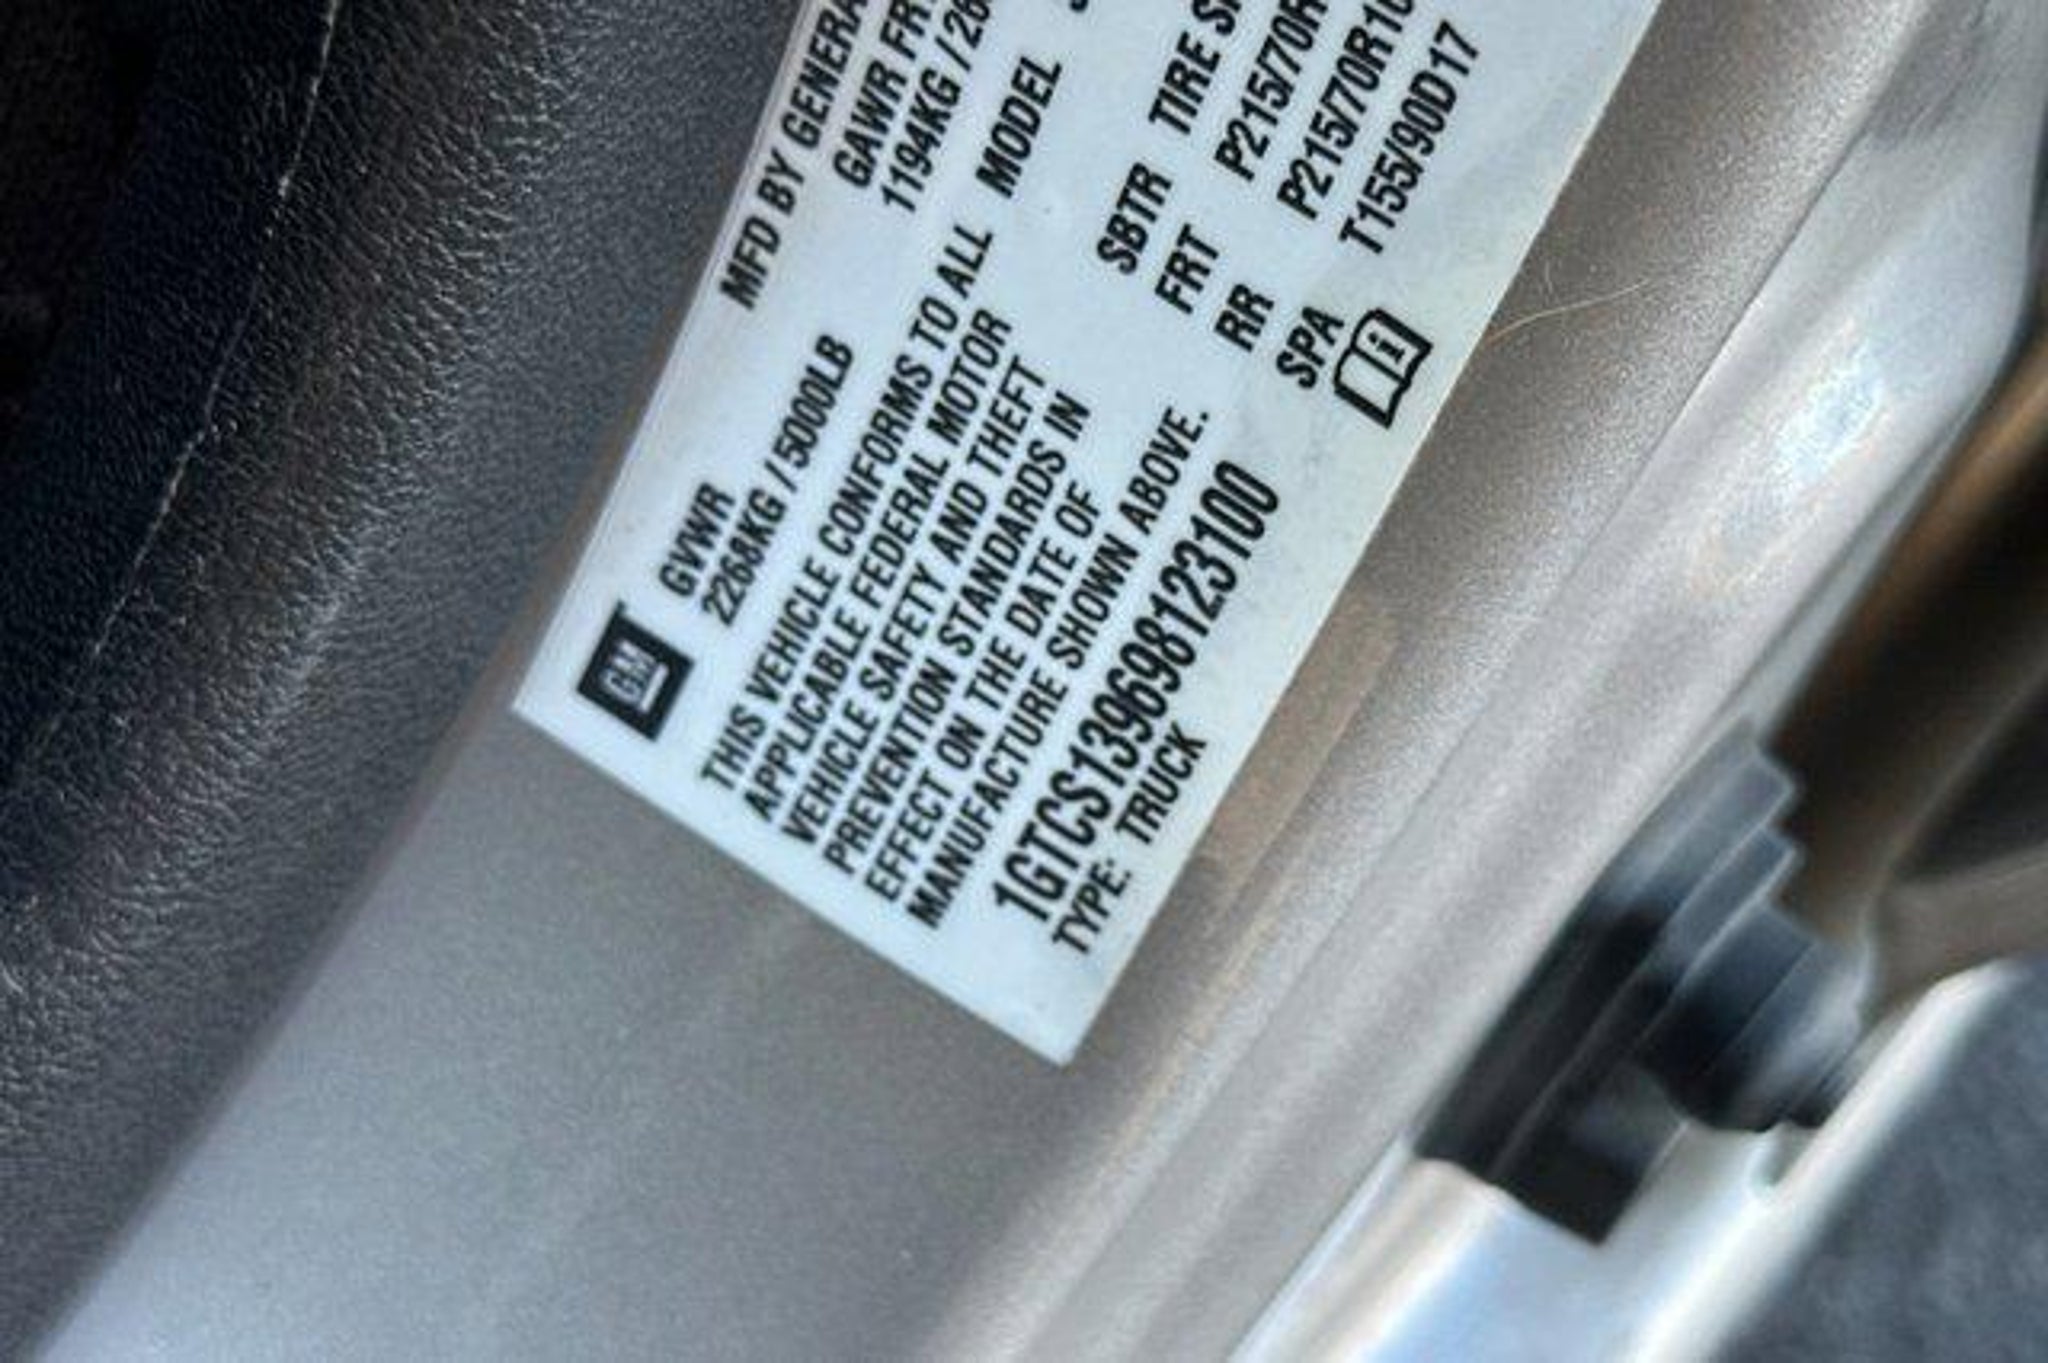 MFD BY GENERA
GM
GVWR
GAWR FR
2268KG / 5000LB
1194KG / 26
THIS VEHICLE CONFORMS TO ALL
APPLICABLE FEDERAL MOTOR
VEHICLE SAFETY AND THEFT
PREVENTION STANDARDS IN
EFFECT ON THE DATE OF
MANUFACTURE SHOWN ABOVE.
1GTCS139698123100
TYPE: TRUCK
MODEL
SBTR TIRE S
FRT P215/70R
RR P215/70R16
SPA T155/90D17
i